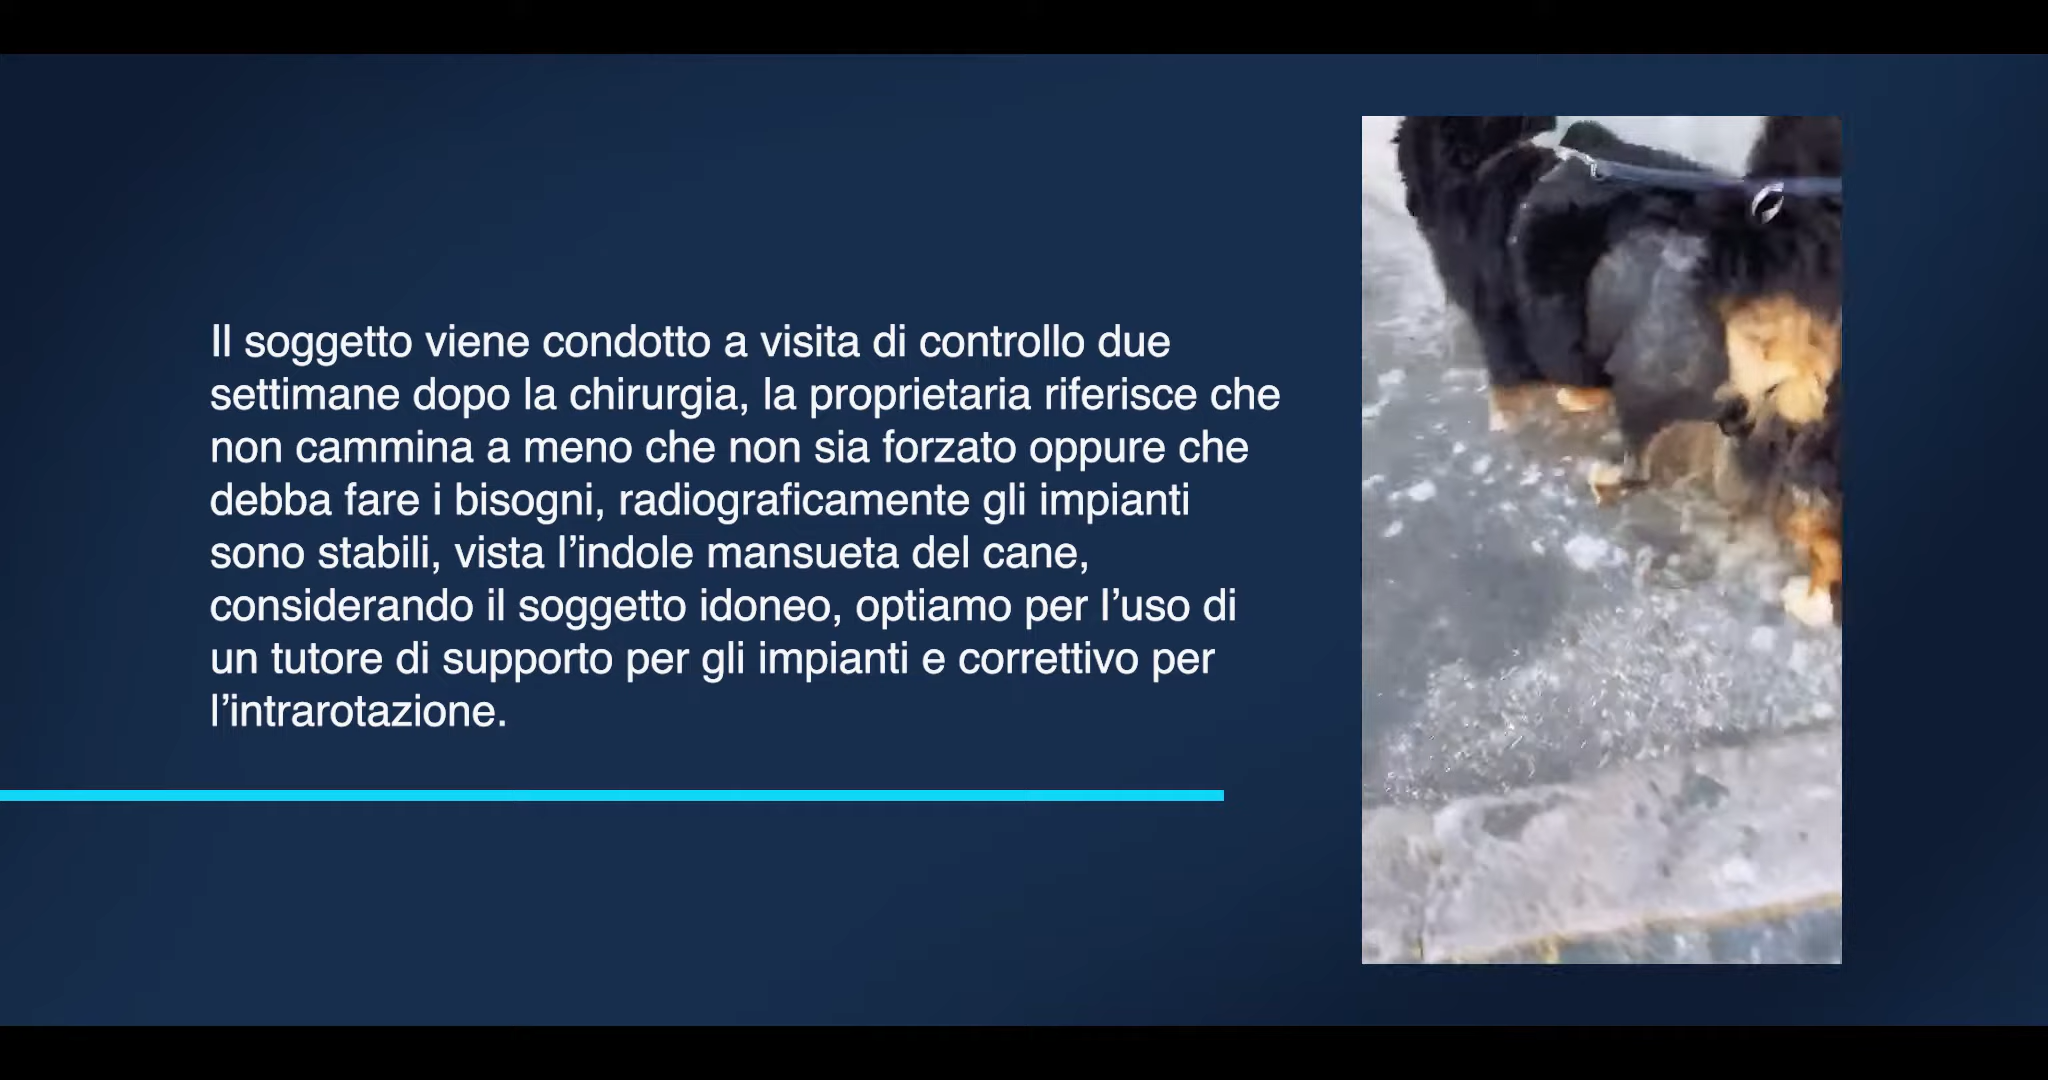 Il soggetto viene condotto a visita di controllo due
settimane dopo la chirurgia, la proprietaria riferisce che
non cammina a meno che non sia forzato oppure che
debba fare i bisogni, radiograficamente gli impianti
sono stabili, vista l’indole mansueta del cane,
considerando il soggetto idoneo, optiamo per l’uso di
un tutore di supporto per gli impianti e correttivo per
l’intrarotazione.